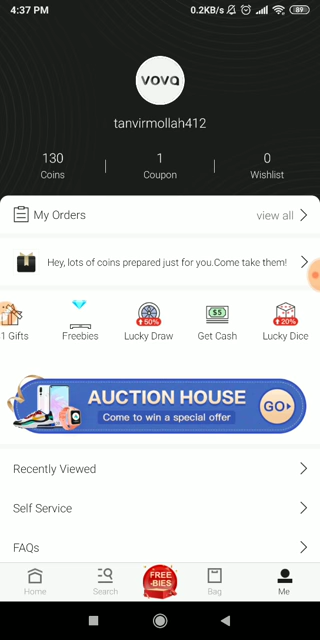 4:37 PM 0.2KB/s 89
vova
tanvirmollah412
130 1 0
Coins Coupon Wishlist
My Orders view all
Hey, lots of coins prepared just for you.Come take them!
$$
50% 20%
1 Gifts Freebies Lucky Draw Get Cash Lucky Dice
AUCTION HOUSE
Come to win a special offer
GO
Recently Viewed
Self Service
FAQs
FREE
-BIES
Home Search Bag Me